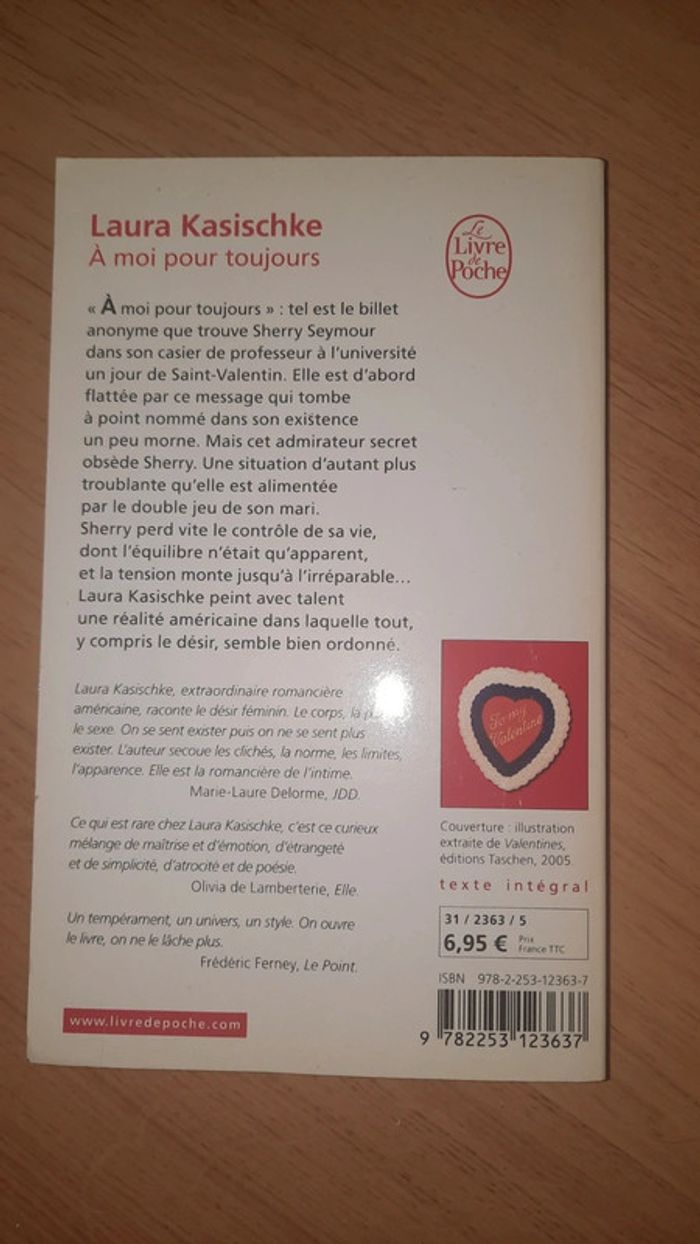 Laura Kasischke
À moi pour toujours
Le
Livre
de
Poche
« À moi pour toujours » : tel est le billet
anonyme que trouve Sherry Seymour
dans son casier de professeur à l'université
un jour de Saint-Valentin. Elle est d'abord
flattée par ce message qui tombe
à point nommé dans son existence
un peu morne. Mais cet admirateur secret
obsède Sherry. Une situation d'autant plus
troublante qu'elle est alimentée
par le double jeu de son mari.
Sherry perd vite le contrôle de sa vie,
dont l'équilibre n'était qu'apparent,
et la tension monte jusqu'à l'irréparable...
Laura Kasischke peint avec talent
une réalité américaine dans laquelle tout,
y compris le désir, semble bien ordonné.
Laura Kasischke, extraordinaire romancière
américaine, raconte le désir féminin. Le corps, la
le sexe. On se sent exister puis on ne se sent plus
exister. L'auteur secoue les clichés, la norme, les limites,
l'apparence. Elle est la romancière de l'intime.
Marie-Laure Delorme, JDD.
Ce qui est rare chez Laura Kasischke, c'est ce curieux
mélange de maîtrise et d'émotion, d'étrangeté
et de simplicité, d'atrocité et de poésie.
Olivia de Lamberterie, Elle.
Un tempérament, un univers, un style. On ouvre
le livre, on ne le lâche plus.
Frédéric Ferney, Le Point.
www.livredepoche.com
To my
Valentine
Couverture : illustration
extraite de Valentines,
éditions Taschen, 2005.
texte intégral
31 / 2363 / 5
6,95 € Prix
France TTC
ISBN 978-2-253-12363-7
9 782253 123637